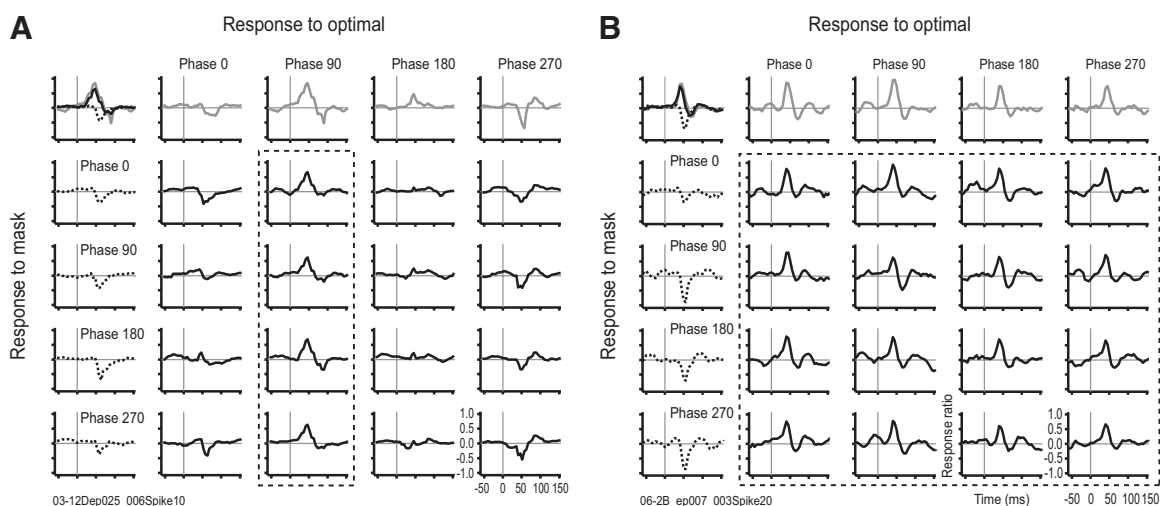 A
Response to optimal
Phase 0
Phase 90
Phase 180
Phase 270
Response to mask
Phase 0
Phase 90
Phase 180
Phase 270
1.0
0.5
0.0
-0.5
-1.0
-50 0 50 100 150
03-12Dep025 006Spike10
B
Response to optimal
Phase 0
Phase 90
Phase 180
Phase 270
Response to mask
Phase 0
Phase 90
Phase 180
Phase 270
Response ratio
1.0
0.5
0.0
-0.5
-1.0
06-2B ep007 003Spike20
Time (ms)
-50 0 50 100 150